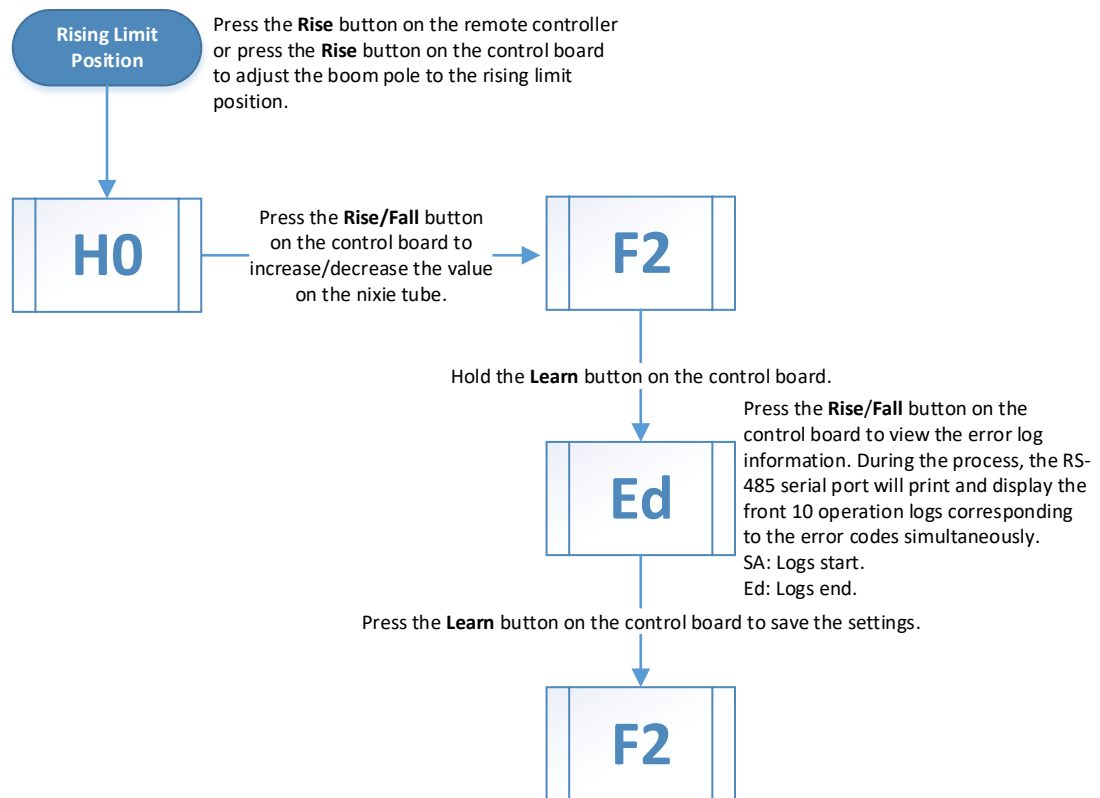 Rising Limit
Position
Press the Rise button on the remote controller
or press the Rise button on the control board
to adjust the boom pole to the rising limit
position.
H0
Press the Rise/Fall button
on the control board to
increase/decrease the value
on the nixie tube.
F2
Hold the Learn button on the control board.
Ed
Press the Rise/Fall button on the
control board to view the error log
information. During the process, the RS-
485 serial port will print and display the
front 10 operation logs corresponding
to the error codes simultaneously.
SA: Logs start.
Ed: Logs end.
Press the Learn button on the control board to save the settings.
F2